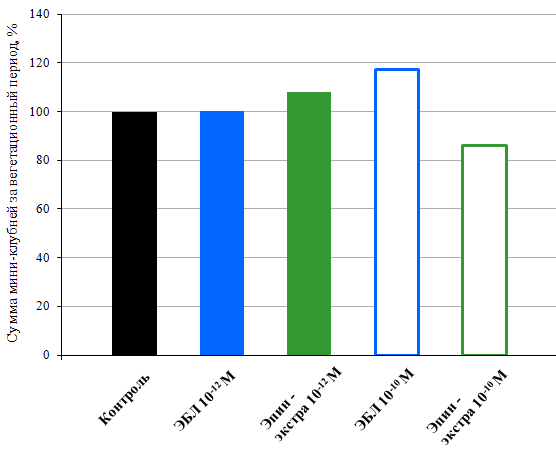 Сумма мини-клубней за вегетационный период, %
140
120
100
80
60
40
20
0
Контроль
ЭБЛ 10⁻¹² М
Эпин -
экстра 10⁻¹² М
ЭБЛ 10⁻¹⁰ М
Эпин -
экстра 10⁻¹⁰ М